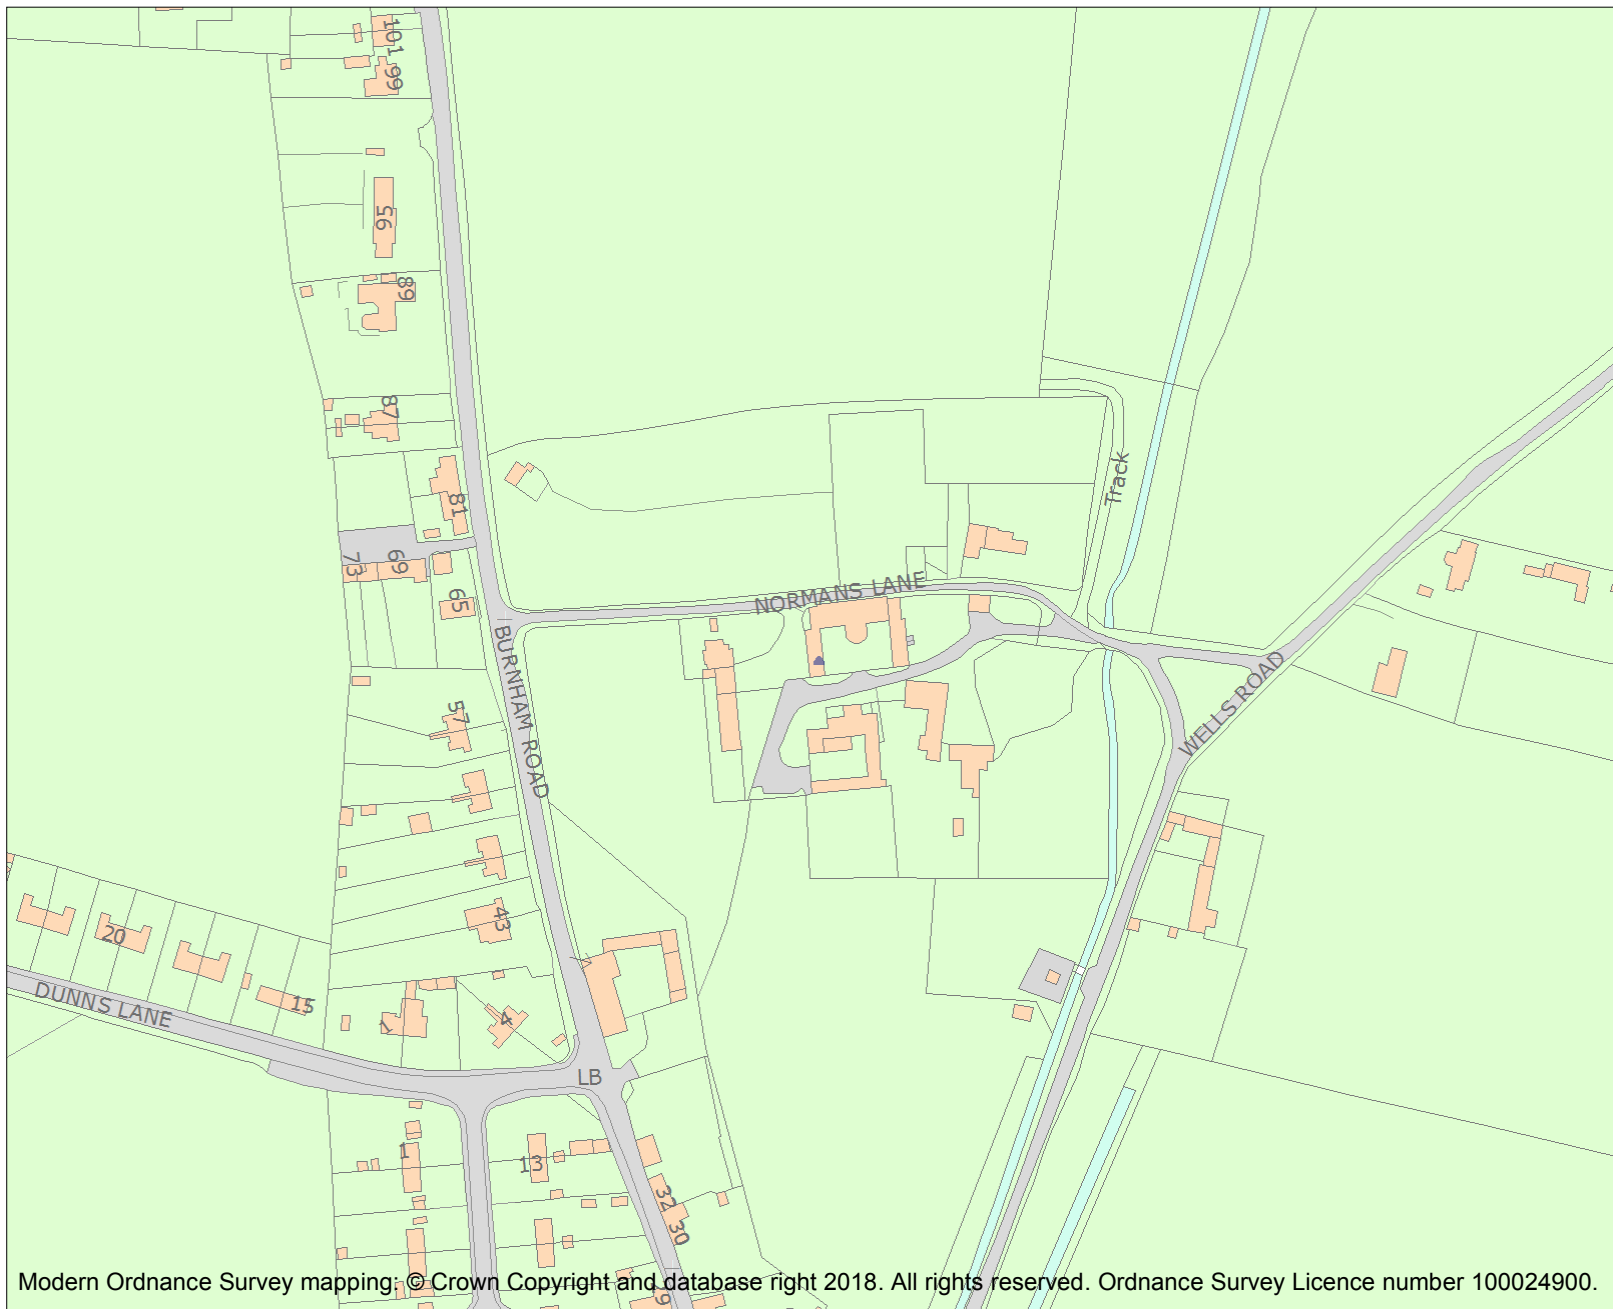 101
99
95
89
87
81
73
69
65
Track
NORMANS LANE
BURNHAM ROAD
WELLS ROAD
57
43
20
15
DUNNS LANE
1
4
LB
1
13
32
30
19
Modern Ordnance Survey mapping: © Crown Copyright and database right 2018. All rights reserved. Ordnance Survey Licence number 100024900.